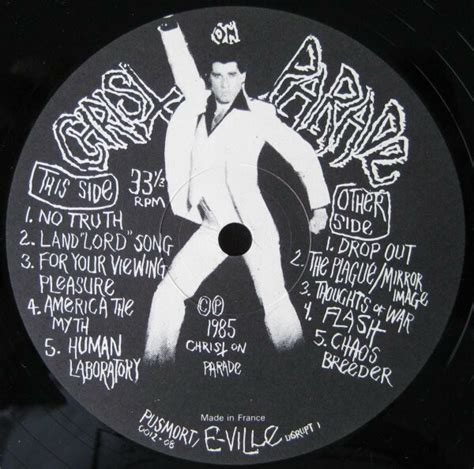 CHRIST
ON
PARADE
THIS SIDE
33⅓
RPM
1. NO TRUTH
2. LAND"LORD" SONG
3. FOR YOUR VIEWING
PLEASURE
4. AMERICA THE
MYTH
5. HUMAN
LABORATORY
OTHER
SIDE
1. DROP OUT
2. THE PLAGUE/MIRROR
IMAGE
3. THOUGHTS OF WAR
4. FLASH
5. CHAOS
BREEDER
© ℗
1985
CHRIST ON
PARADE
Made in France
PUSMORT, E-VILLE DISRUPT 1
0012-08